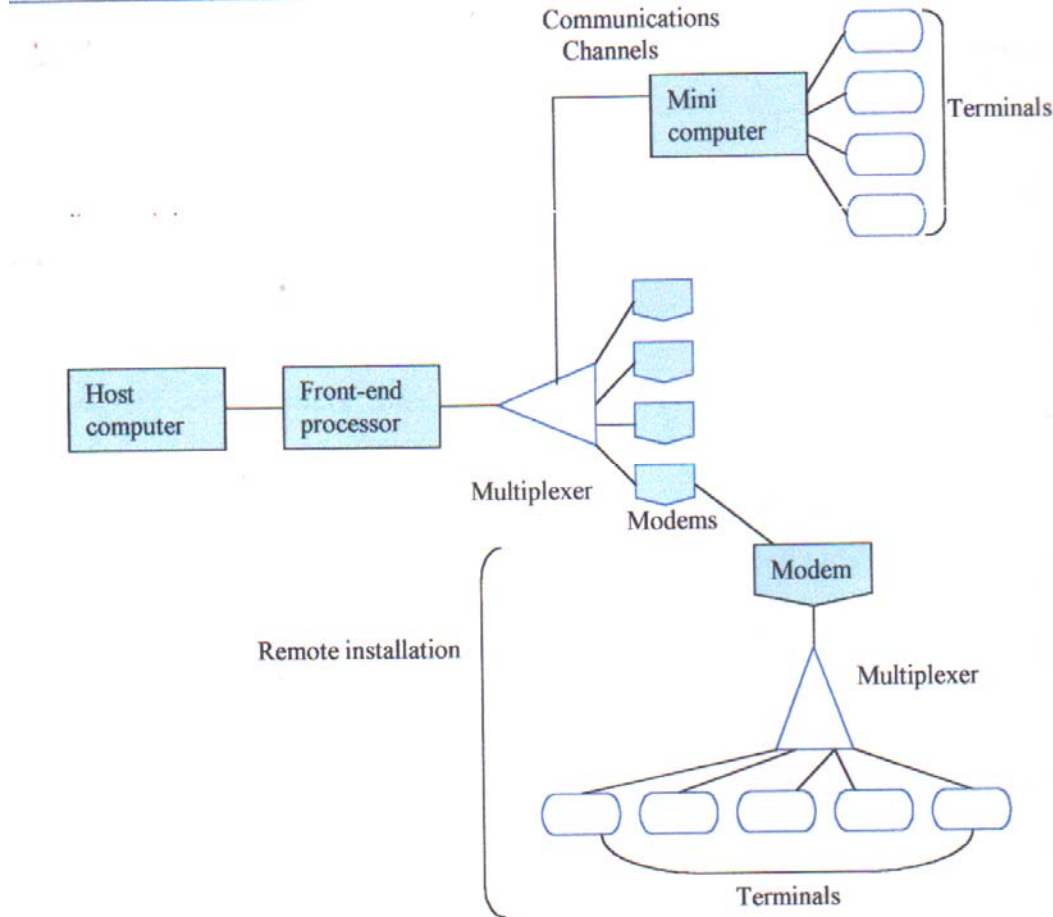 Communications
Channels
Mini
computer
Terminals
Host
computer
Front-end
processor
Multiplexer
Modems
Modem
Remote installation
Multiplexer
Terminals